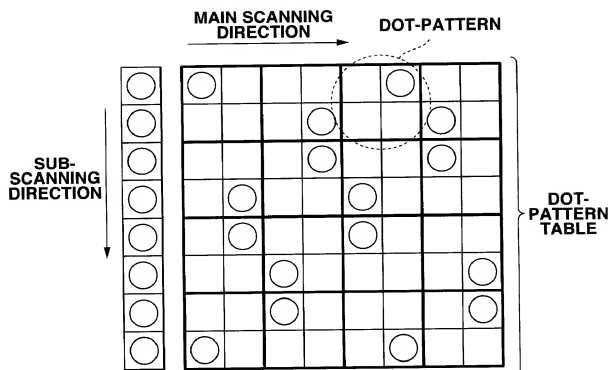 MAIN SCANNING
DIRECTION
DOT-PATTERN
SUB-
SCANNING
DIRECTION
DOT-
PATTERN
TABLE